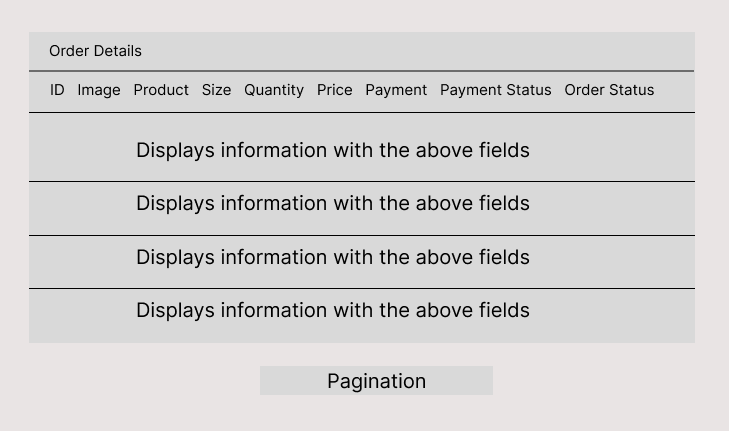 Order Details
ID Image Product Size Quantity Price Payment Payment Status Order Status
Displays information with the above fields
Displays information with the above fields
Displays information with the above fields
Displays information with the above fields
Pagination